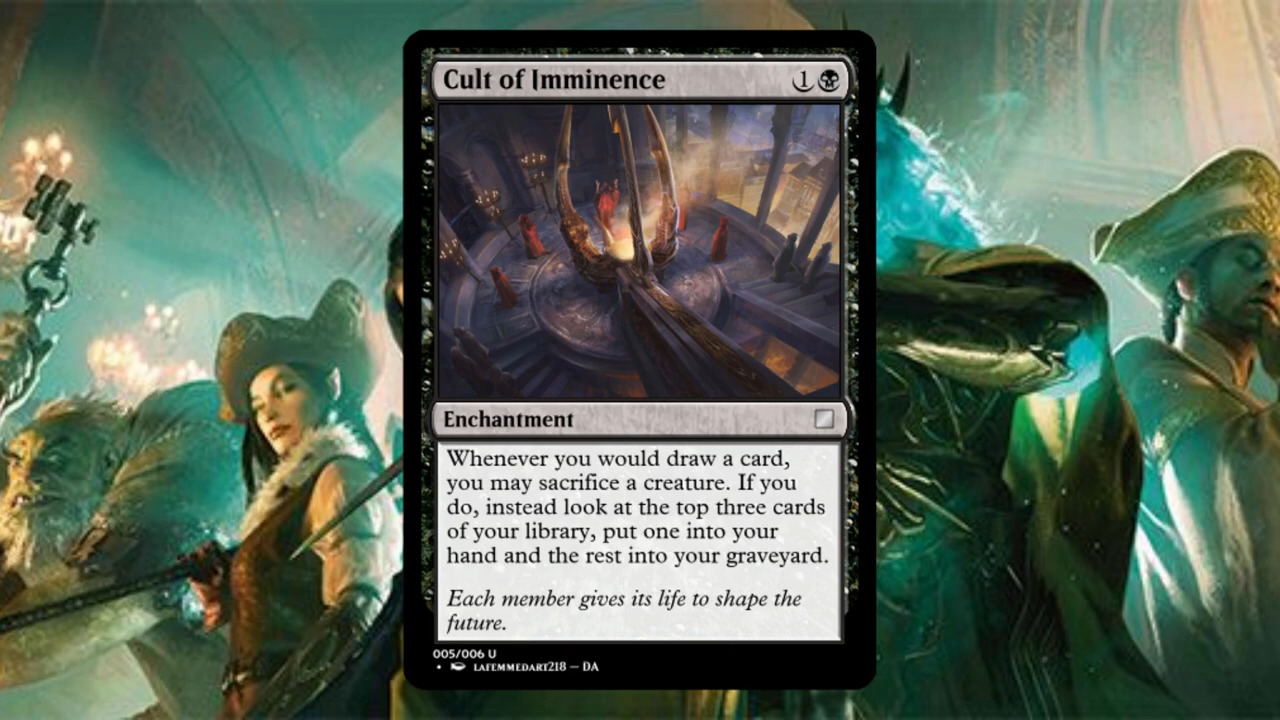 Cult of Imminence 1
Enchantment
Whenever you would draw a card,
you may sacrifice a creature. If you
do, instead look at the top three cards
of your library, put one into your
hand and the rest into your graveyard.
Each member gives its life to shape the
future.
005/006 U
• LAFEMMEDART218 — DA